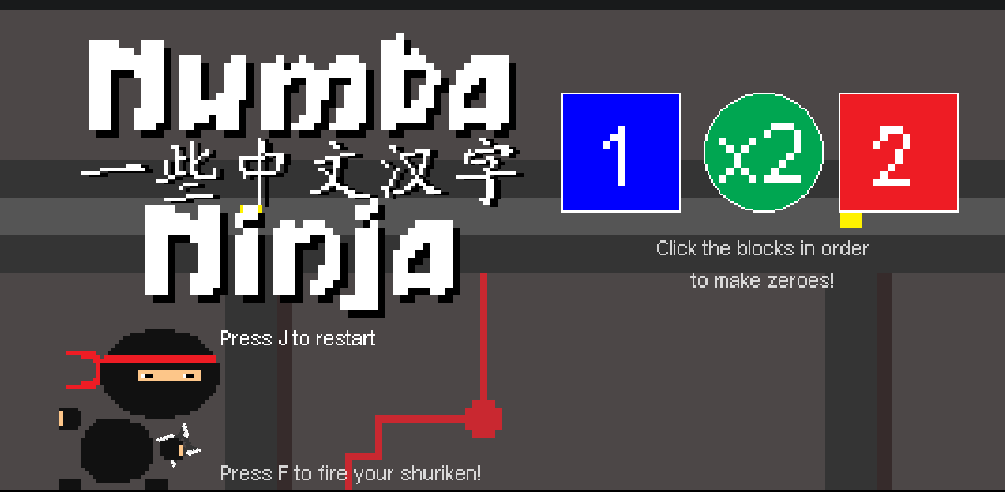 Numba
一些中文汉字
Ninja
1 x2 2
Click the blocks in order
to make zeroes!
Press J to restart
Press F to fire your shuriken!